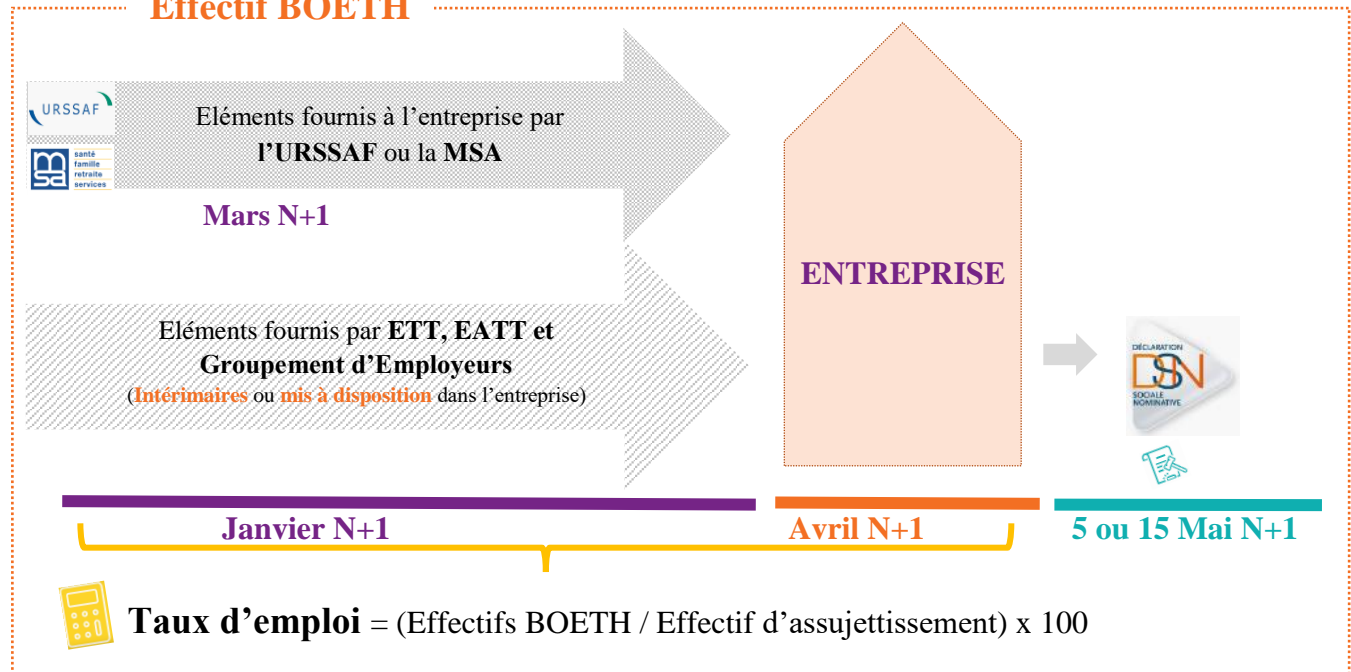 Effectif BOETH
URSSAF
Eléments fournis à l'entreprise par
l'URSSAF ou la MSA
msa
santé
famille
retraite
services
Mars N+1
ENTREPRISE
Eléments fournis par ETT, EATT et
Groupement d'Employeurs
(Intérimaires ou mis à disposition dans l'entreprise)
DÉCLARATION
DSN
SOCIALE
NOMINATIVE
Janvier N+1
Avril N+1
5 ou 15 Mai N+1
Taux d'emploi = (Effectifs BOETH / Effectif d'assujettissement) x 100